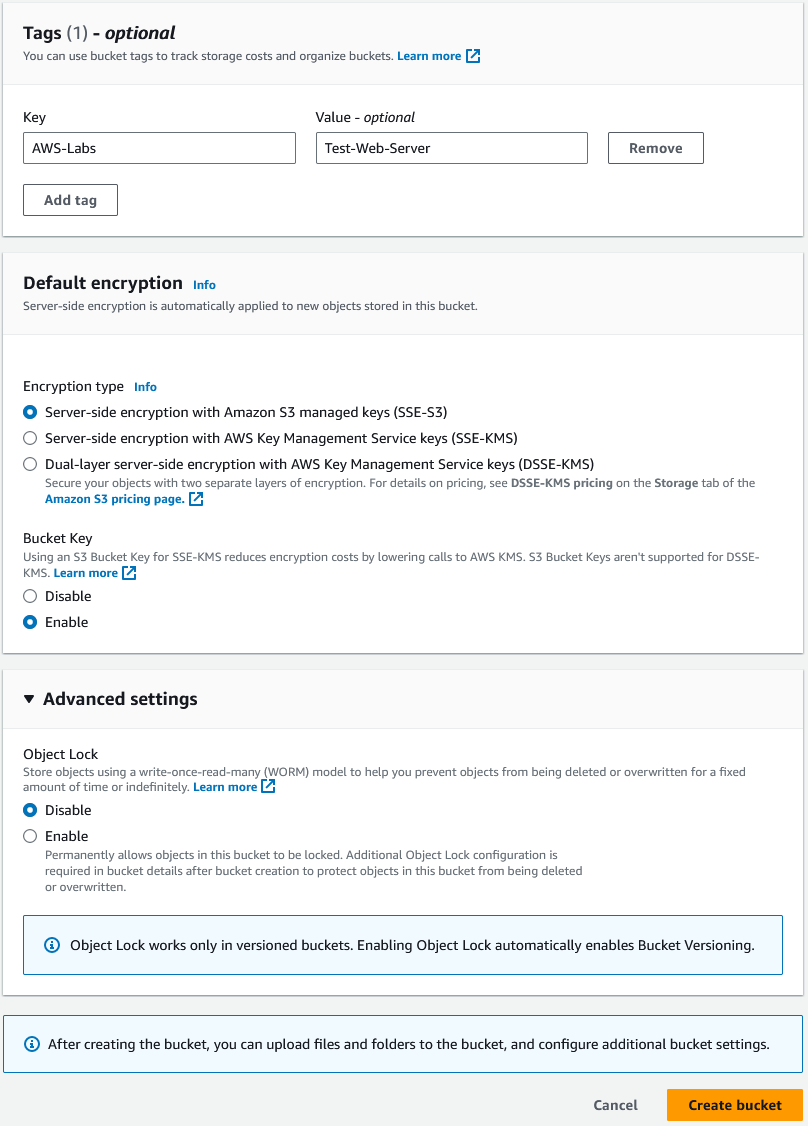 Tags (1) - optional
You can use bucket tags to track storage costs and organize buckets. Learn more
Key
Value - optional
AWS-Labs
Test-Web-Server
Remove
Add tag
Default encryption Info
Server-side encryption is automatically applied to new objects stored in this bucket.
Encryption type Info
Server-side encryption with Amazon S3 managed keys (SSE-S3)
Server-side encryption with AWS Key Management Service keys (SSE-KMS)
Dual-layer server-side encryption with AWS Key Management Service keys (DSSE-KMS)
Secure your objects with two separate layers of encryption. For details on pricing, see DSSE-KMS pricing on the Storage tab of the
Amazon S3 pricing page.
Bucket Key
Using an S3 Bucket Key for SSE-KMS reduces encryption costs by lowering calls to AWS KMS. S3 Bucket Keys aren't supported for DSSE-
KMS. Learn more
Disable
Enable
Advanced settings
Object Lock
Store objects using a write-once-read-many (WORM) model to help you prevent objects from being deleted or overwritten for a fixed
amount of time or indefinitely. Learn more
Disable
Enable
Permanently allows objects in this bucket to be locked. Additional Object Lock configuration is
required in bucket details after bucket creation to protect objects in this bucket from being deleted
or overwritten.
Object Lock works only in versioned buckets. Enabling Object Lock automatically enables Bucket Versioning.
After creating the bucket, you can upload files and folders to the bucket, and configure additional bucket settings.
Cancel
Create bucket